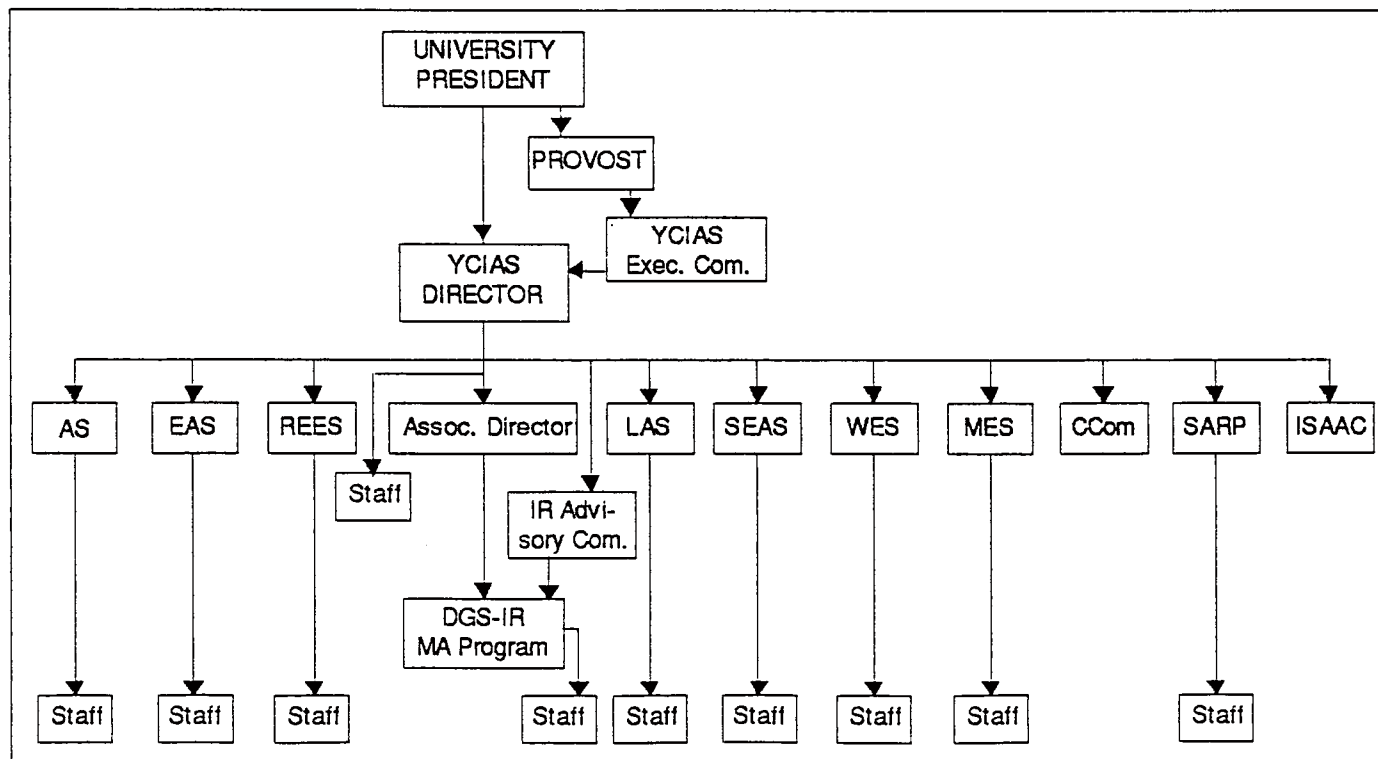 UNIVERSITY
PRESIDENT
PROVOST
YCIAS
Exec. Com.
YCIAS
DIRECTOR
AS
EAS
REES
Assoc. Director
LAS
SEAS
WES
MES
CCom
SARP
ISAAC
Staff
IR Advi-
sory Com.
DGS-IR
MA Program
Staff
Staff
Staff
Staff
Staff
Staff
Staff
Staff
Staff